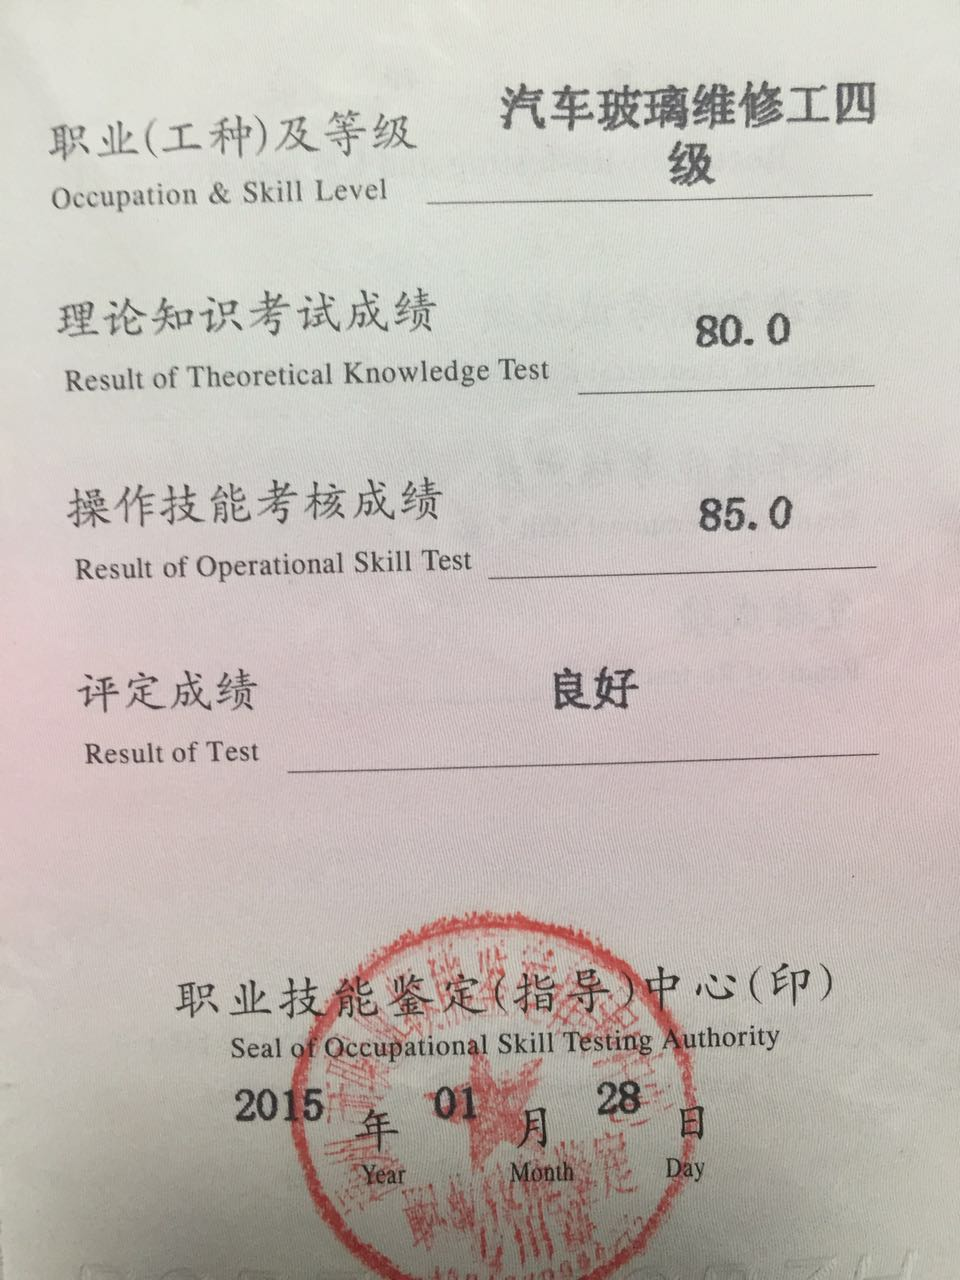 职业(工种)及等级
汽车玻璃维修工四
级
Occupation & Skill Level
理论知识考试成绩
80.0
Result of Theoretical Knowledge Test
操作技能考核成绩
85.0
Result of Operational Skill Test
评定成绩
良好
Result of Test
职业技能鉴定(指导)中心(印)
Seal of Occupational Skill Testing Authority
2015 年 01 月 28 日
Year Month Day